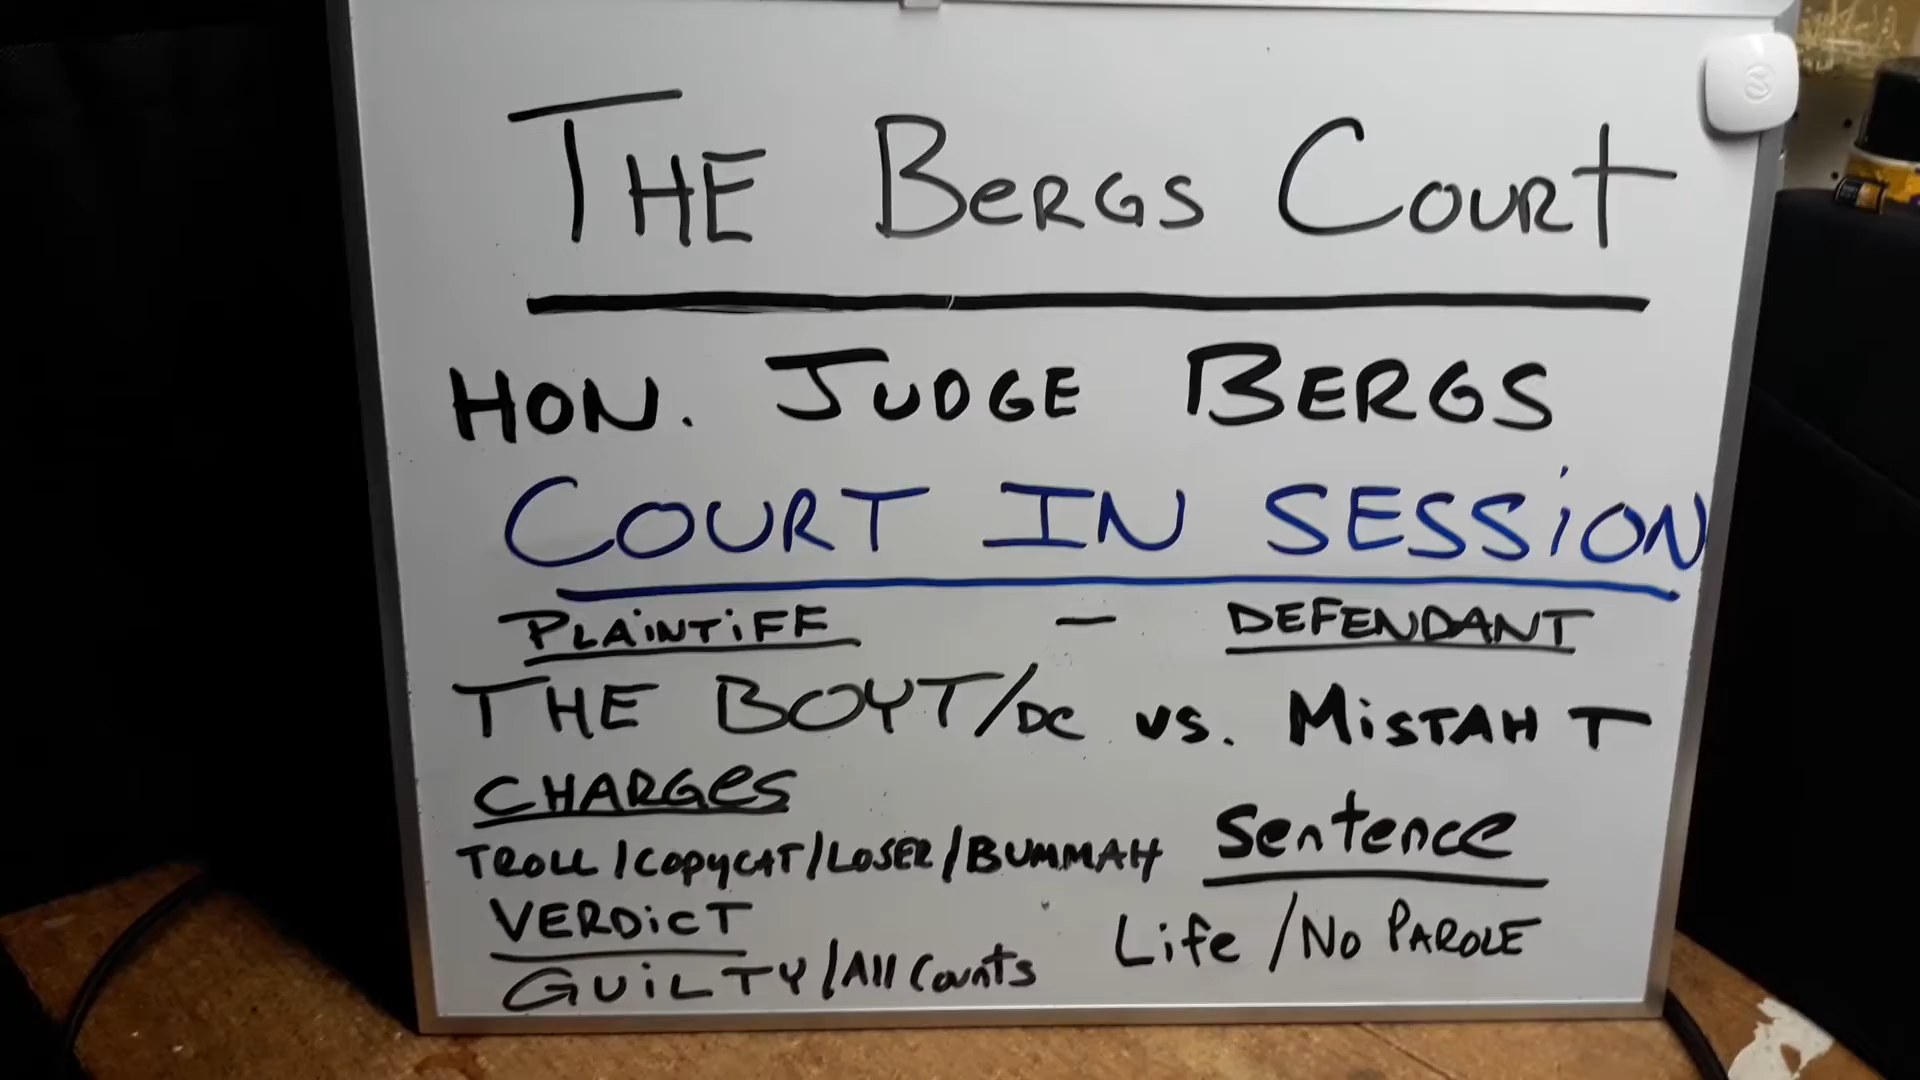 THE BERGS COURT
HON. JUDGE BERGS
COURT IN SESSION
PLAINTIFF — DEFENDANT
THE BOYT/DC VS. MISTAH T
CHARGES
TROLL/COPYCAT/LOSER/BUMMAH
Sentence
VERDICT
GUILTY/All Counts
Life/No PAROLE